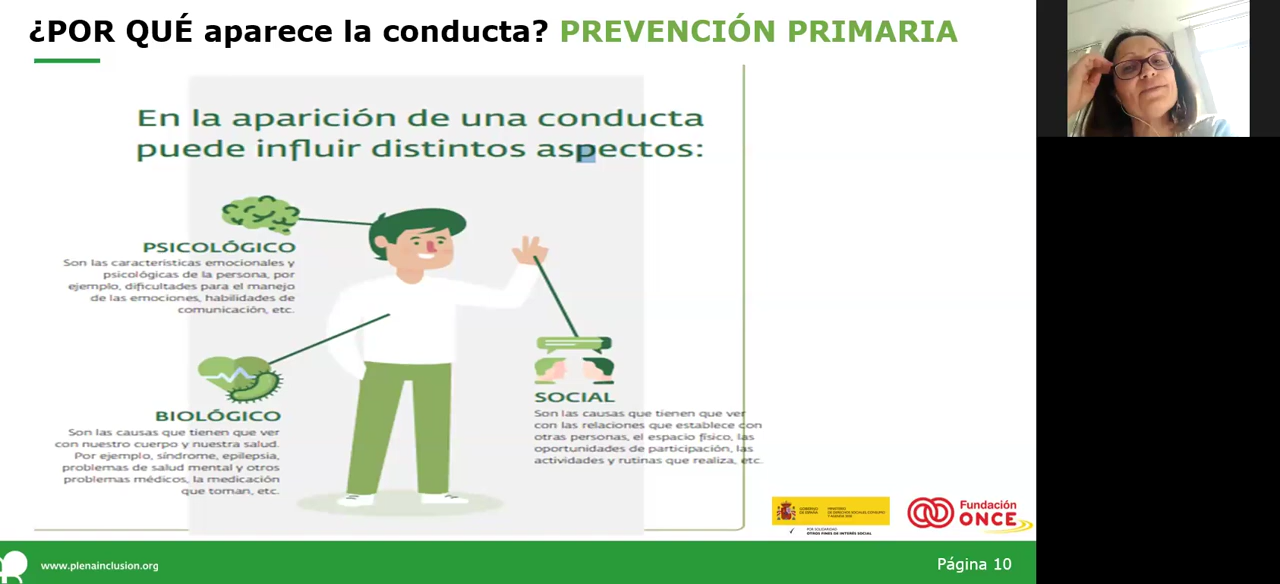 ¿POR QUÉ aparece la conducta? PREVENCIÓN PRIMARIA
En la aparición de una conducta
puede influir distintos aspectos:
PSICOLÓGICO
Son las características emocionales y
psicológicas de la persona, por
ejemplo, dificultades para el manejo
de las emociones, habilidades de
comunicación, etc.
BIOLÓGICO
Son las causas que tienen que ver
con nuestro cuerpo y nuestra salud.
Por ejemplo, síndrome, epilepsia,
problemas de salud mental y otros
problemas médicos, la medicación
que toman, etc.
SOCIAL
Son las causas que tienen que ver
con las relaciones que establece con
otras personas, el espacio físico, las
oportunidades de participación, las
actividades y rutinas que realiza, etc.
GOBIERNO
DE ESPAÑA
MINISTERIO
DE DERECHOS SOCIALES, CONSUMO
Y AGENDA 2030
POR SOLIDARIDAD
OTROS FINES DE INTERÉS SOCIAL
Fundación
ONCE
www.plenainclusion.org
Página 10